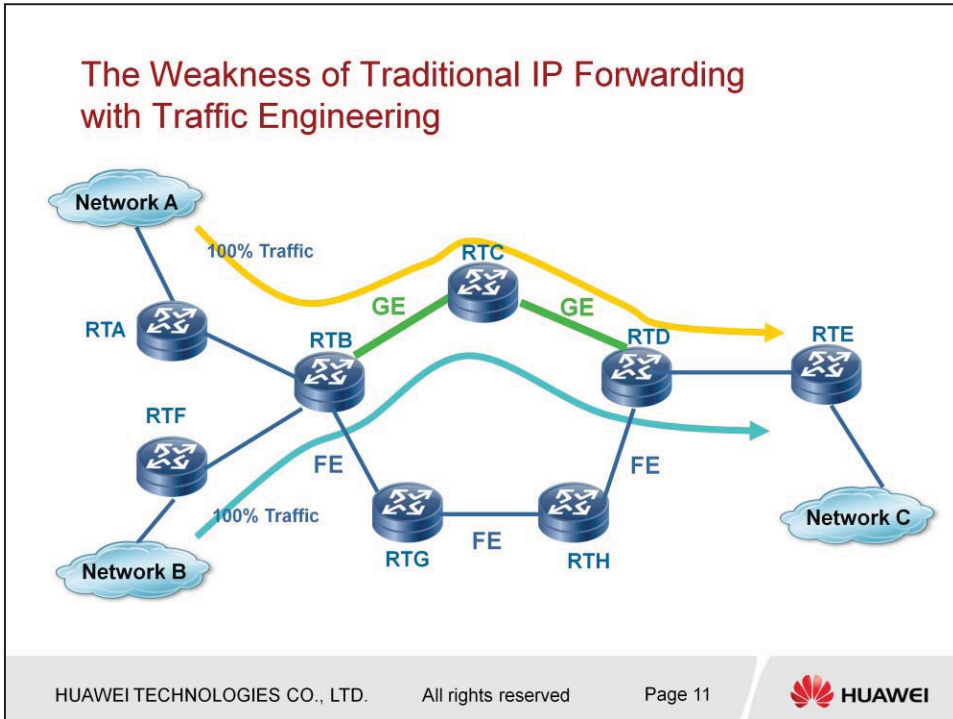 The Weakness of Traditional IP Forwarding
with Traffic Engineering
Network A
100% Traffic
RTC
GE
GE
RTA
RTB
RTD
RTE
RTF
FE
FE
100% Traffic
Network C
FE
RTG
RTH
Network B
HUAWEI TECHNOLOGIES CO., LTD.
All rights reserved
Page 11
HUAWEI